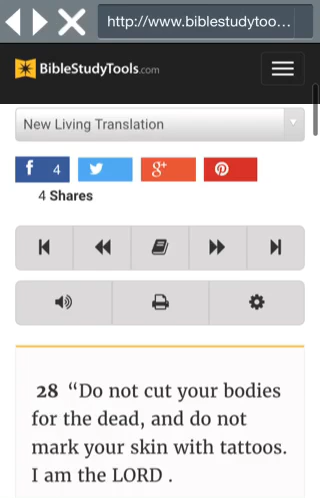 http://www.biblestudytoo...
BibleStudyTools.com
New Living Translation
f 4
g+
4 Shares
28 “Do not cut your bodies
for the dead, and do not
mark your skin with tattoos.
I am the LORD .